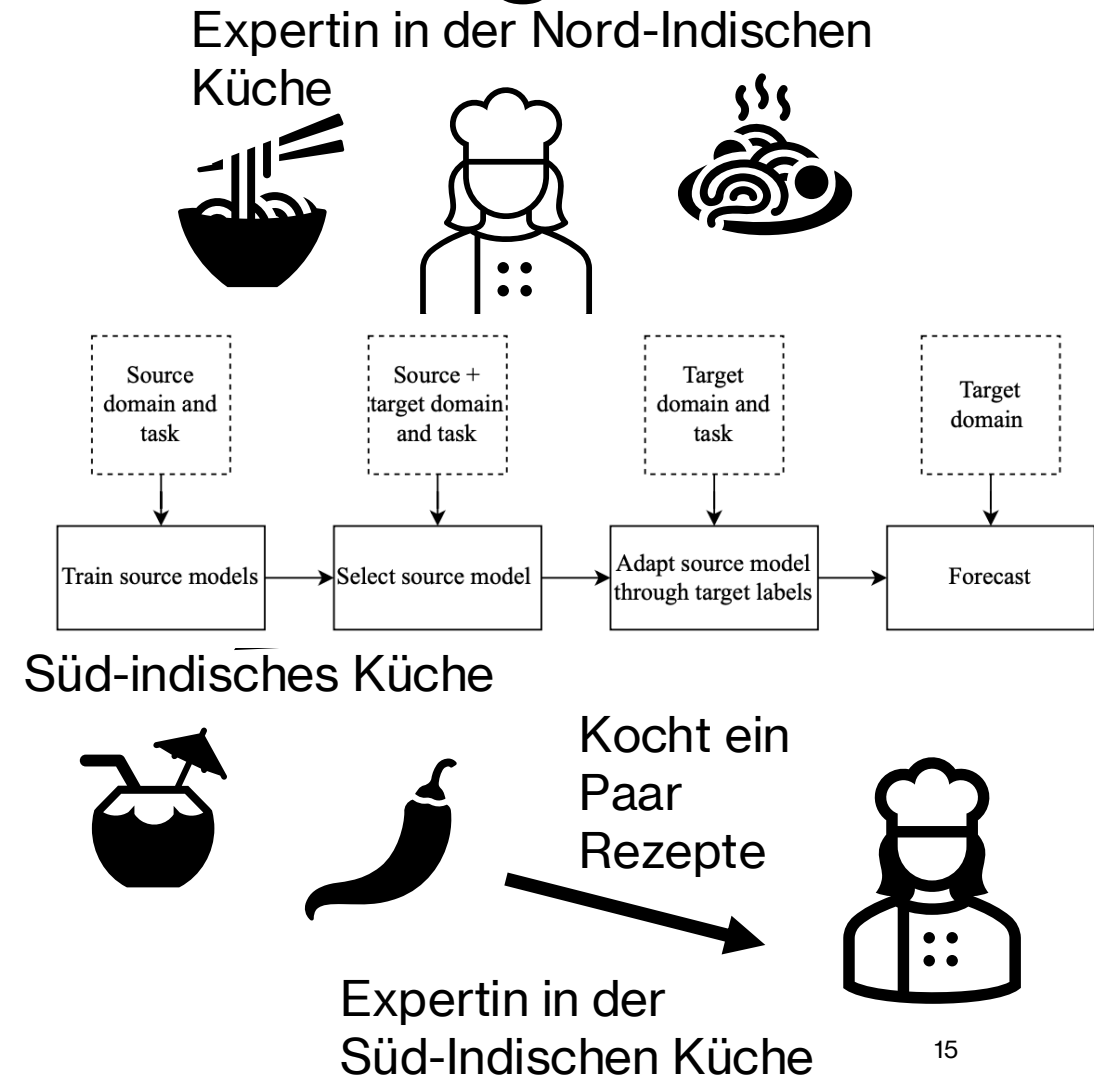 Expertin in der Nord-Indischen
Küche
Source
domain and
task
Source +
target domain
and task
Target
domain and
task
Target
domain
Train source models
Select source model
Adapt source model
through target labels
Forecast
Süd-indisches Küche
Kocht ein
Paar
Rezepte
Expertin in der
Süd-Indischen Küche
15